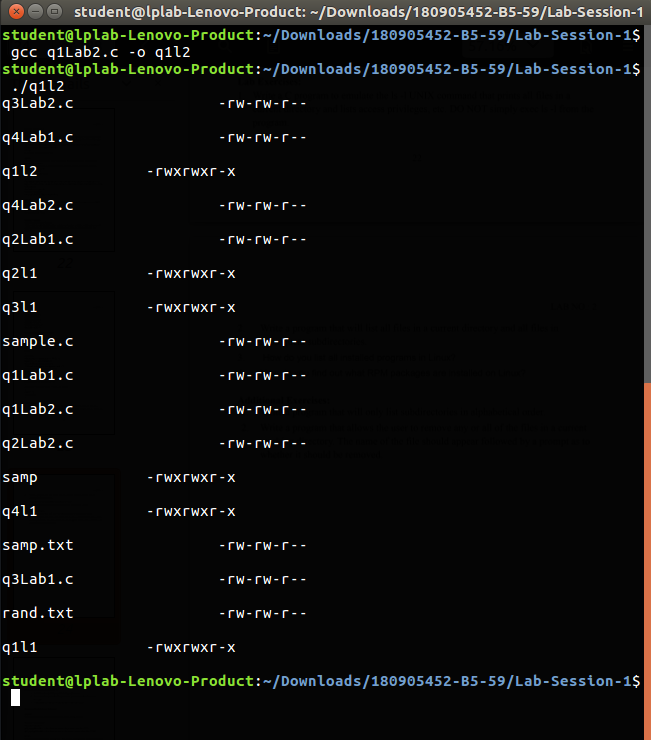 student@lplab-Lenovo-Product: ~/Downloads/180905452-B5-59/Lab-Session-1
student@lplab-Lenovo-Product:~/Downloads/180905452-B5-59/Lab-Session-1$
gcc q1Lab2.c -o q1l2
student@lplab-Lenovo-Product:~/Downloads/180905452-B5-59/Lab-Session-1$
./q1l2
q3Lab2.c -rw-rw-r--
q4Lab1.c -rw-rw-r--
q1l2 -rwxrwxr-x
q4Lab2.c -rw-rw-r--
q2Lab1.c -rw-rw-r--
q2l1 -rwxrwxr-x
q3l1 -rwxrwxr-x
sample.c -rw-rw-r--
q1Lab1.c -rw-rw-r--
q1Lab2.c -rw-rw-r--
q2Lab2.c -rw-rw-r--
samp -rwxrwxr-x
q4l1 -rwxrwxr-x
samp.txt -rw-rw-r--
q3Lab1.c -rw-rw-r--
rand.txt -rw-rw-r--
q1l1 -rwxrwxr-x
student@lplab-Lenovo-Product:~/Downloads/180905452-B5-59/Lab-Session-1$